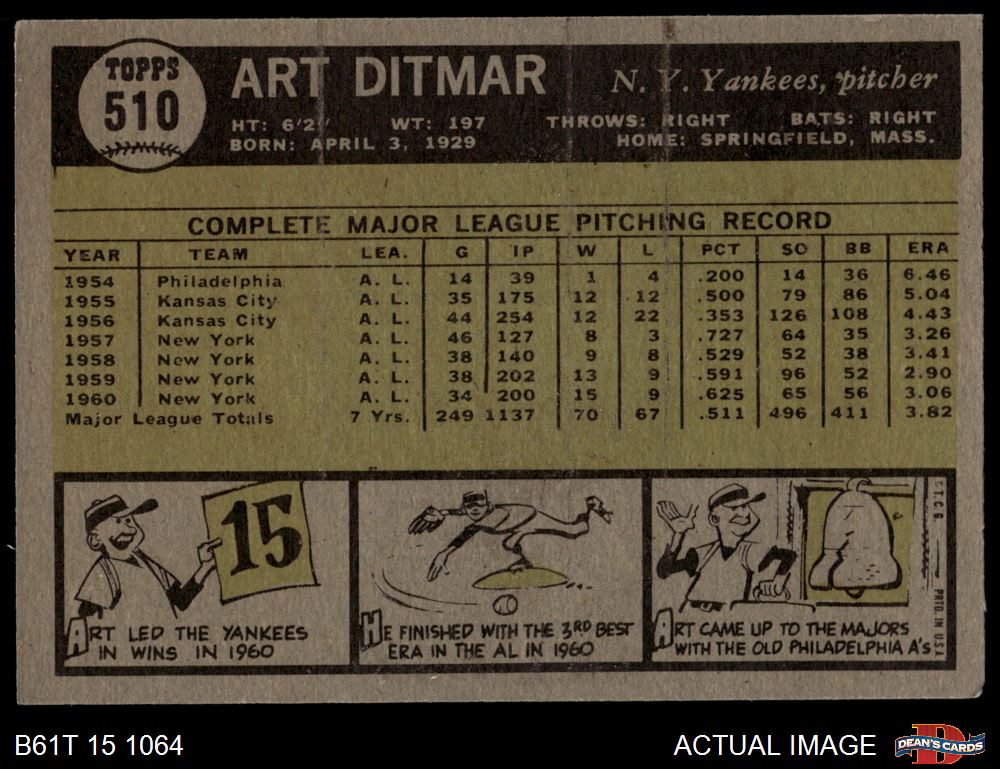 TOPPS
510
ART DITMAR
N. Y. Yankees, pitcher
HT: 6'2" WT: 197 THROWS: RIGHT BATS: RIGHT
BORN: APRIL 3, 1929 HOME: SPRINGFIELD, MASS.
COMPLETE MAJOR LEAGUE PITCHING RECORD
YEAR TEAM LEA. G IP W L PCT SO BB ERA
1954 Philadelphia A. L. 14 39 1 4 .200 14 36 6.46
1955 Kansas City A. L. 35 175 12 12 .500 79 86 5.04
1956 Kansas City A. L. 44 254 12 22 .353 126 108 4.43
1957 New York A. L. 46 127 8 3 .727 64 35 3.26
1958 New York A. L. 38 140 9 8 .529 52 38 3.41
1959 New York A. L. 38 202 13 9 .591 96 52 2.90
1960 New York A. L. 34 200 15 9 .625 65 56 3.06
Major League Totals 7 Yrs. 249 1137 70 67 .511 496 411 3.82
15
ART LED THE YANKEES
IN WINS IN 1960
HE FINISHED WITH THE 3RD BEST
ERA IN THE AL IN 1960
ART CAME UP TO THE MAJORS
WITH THE OLD PHILADELPHIA A's
©T.C.G.
PRTD. IN U.S.A.
B61T 15 1064
ACTUAL IMAGE
D
DEAN'S CARDS